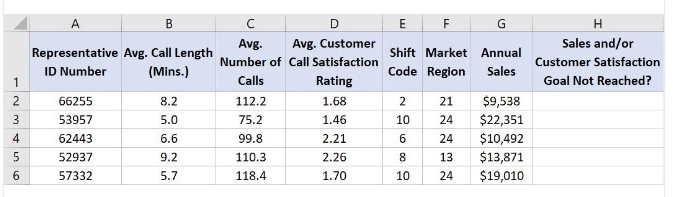 A B C D E F G H
1 Representative ID Number Avg. Call Length (Mins.) Avg. Number of Calls Avg. Customer Call Satisfaction Rating Shift Code Market Region Annual Sales Sales and/or Customer Satisfaction Goal Not Reached?
2 66255 8.2 112.2 1.68 2 21 $9,538
3 53957 5.0 75.2 1.46 10 24 $22,351
4 62443 6.6 99.8 2.21 6 24 $10,492
5 52937 9.2 110.3 2.26 8 13 $13,871
6 57332 5.7 118.4 1.70 10 24 $19,010